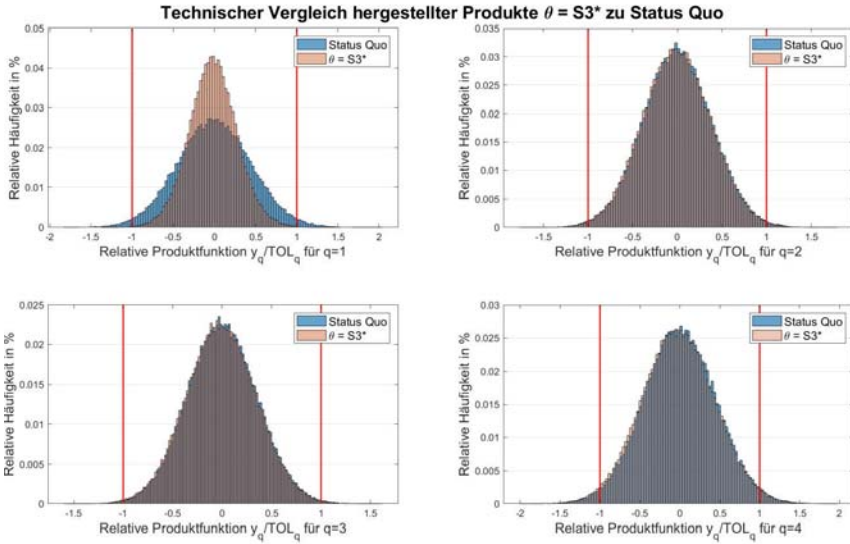 Technischer Vergleich hergestellter Produkte θ = S3* zu Status Quo
0.05
0.04
0.03
0.02
0.01
0
Relative Häufigkeit in %
Status Quo
θ = S3*
-2 -1.5 -1 -0.5 0 0.5 1 1.5 2
Relative Produktfunktion y_q/TOL_q für q=1
0.035
0.03
0.025
0.02
0.015
0.01
0.005
0
Relative Häufigkeit in %
Status Quo
θ = S3*
-1.5 -1 -0.5 0 0.5 1 1.5
Relative Produktfunktion y_q/TOL_q für q=2
0.025
0.02
0.015
0.01
0.005
0
Relative Häufigkeit in %
Status Quo
θ = S3*
-1.5 -1 -0.5 0 0.5 1 1.5
Relative Produktfunktion y_q/TOL_q für q=3
0.03
0.025
0.02
0.015
0.01
0.005
0
Relative Häufigkeit in %
Status Quo
θ = S3*
-2 -1.5 -1 -0.5 0 0.5 1 1.5 2
Relative Produktfunktion y_q/TOL_q für q=4